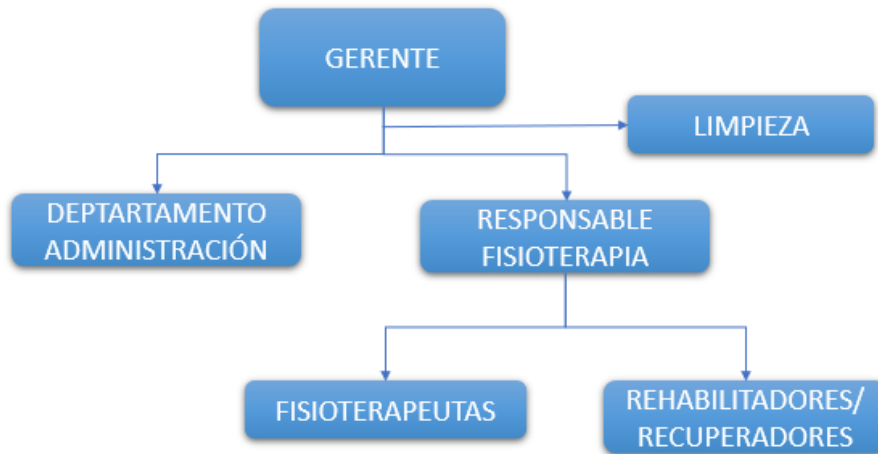 GERENTE
LIMPIEZA
DEPTARTAMENTO
ADMINISTRACIÓN
RESPONSABLE
FISIOTERAPIA
FISIOTERAPEUTAS
REHABILITADORES/
RECUPERADORES